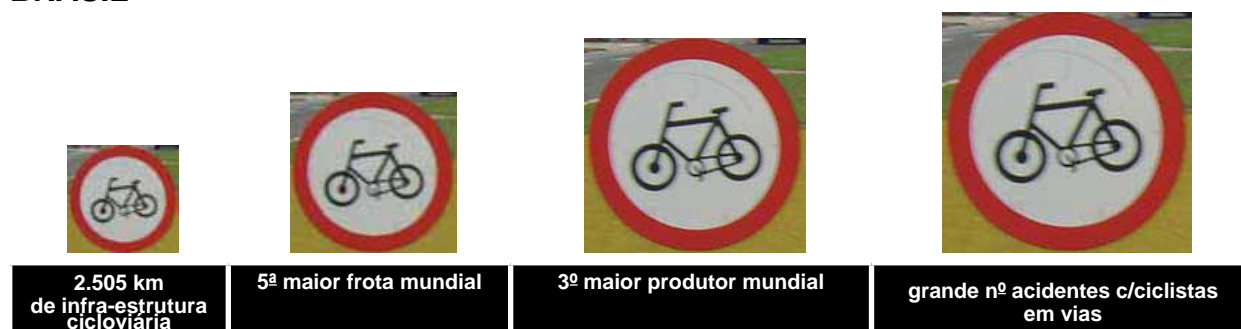 2.505 km
de infra-estrutura
cicloviária
5ª maior frota mundial
3º maior produtor mundial
grande nº acidentes c/ciclistas
em vias